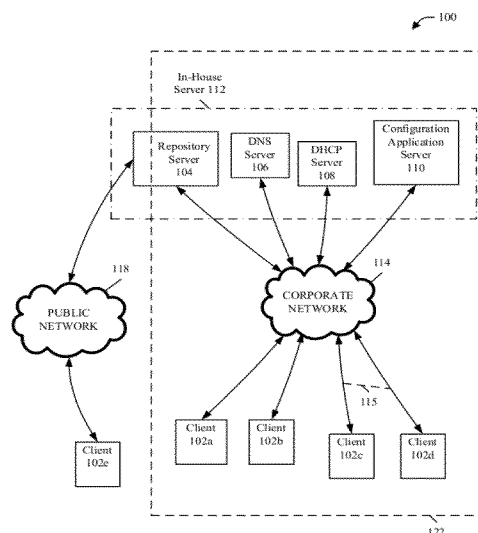 100
In-House
Server 112
Repository
Server
104
DNS
Server
106
DHCP
Server
108
Configuration
Application
Server
110
118
PUBLIC
NETWORK
114
CORPORATE
NETWORK
115
Client
102a
Client
102b
Client
102c
Client
102d
Client
102e
122